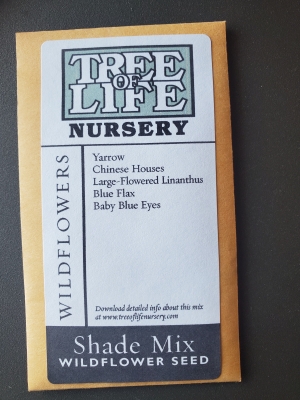 TREE
OF
LIFE
NURSERY
WILDFLOWERS
Yarrow
Chinese Houses
Large-Flowered Linanthus
Blue Flax
Baby Blue Eyes
Download detailed info about this mix
at www.treeoflifenursery.com
Shade Mix
WILDFLOWER SEED